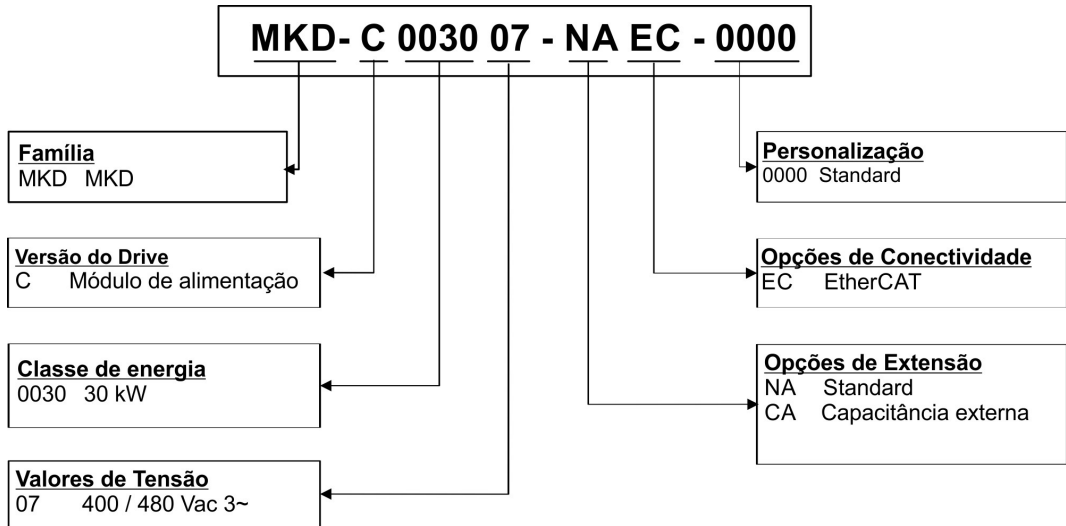 MKD- C 0030 07 - NA EC - 0000
Família
MKD MKD
Versão do Drive
C Módulo de alimentação
Classe de energia
0030 30 kW
Valores de Tensão
07 400 / 480 Vac 3~
Personalização
0000 Standard
Opções de Conectividade
EC EtherCAT
Opções de Extensão
NA Standard
CA Capacitância externa